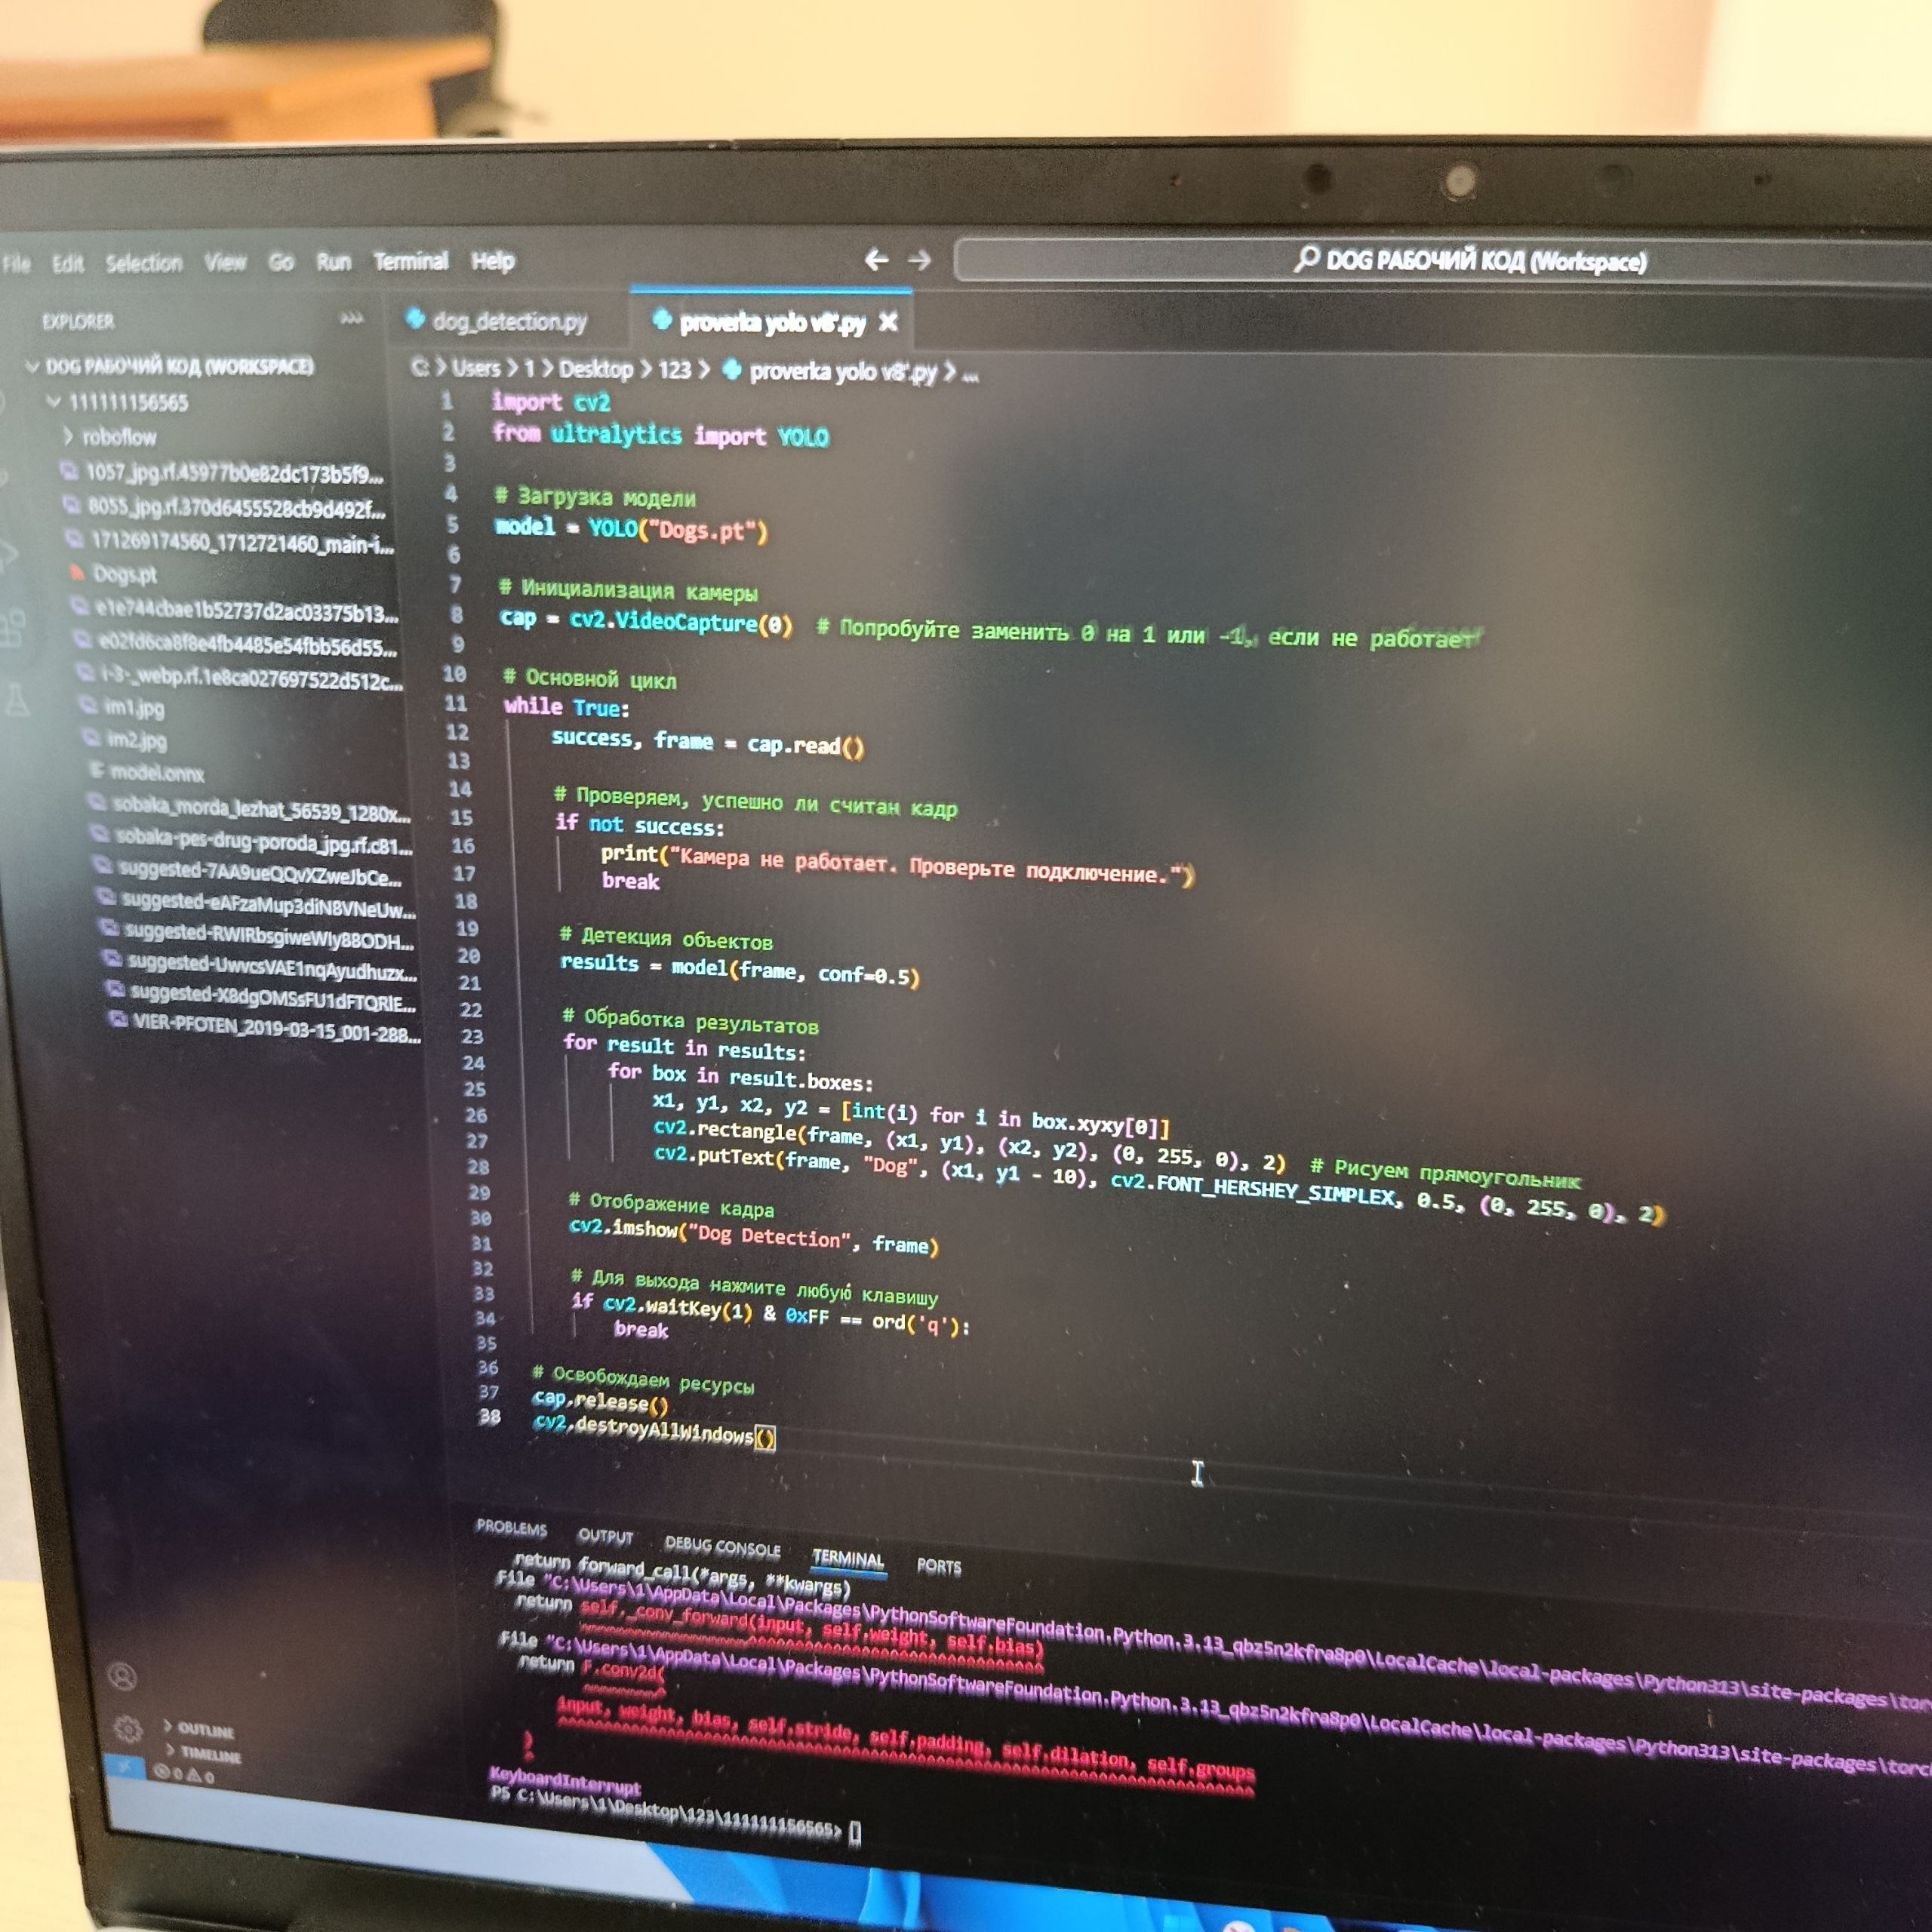 File Edit Selection View Go Run Terminal Help
DOG РАБОЧИЙ КОД (Workspace)
EXPLORER
DOG РАБОЧИЙ КОД (WORKSPACE)
111111156565
roboflow
1057_jpg.rf.45977b0e82dc173b5f9...
8055_jpg.rf.370d6455528cb9d492f...
171269174560_1712721460_main-i...
Dogs.pt
e1e744cbae1b52737d2ac03375b13...
e02fd6ca8f8e4fb4485e54fbb56d55...
i-3-_webp.rf.1e8ca027697522d512c...
im1.jpg
im2.jpg
model.onnx
sobaka_morda_lezhat_56539_1280x...
sobaka-pes-drug-poroda_jpg.rf.c81...
suggested-7AA9ueQQvXZweJbCe...
suggested-eAFzaMup3diN8VNeUw...
suggested-RWIRbsgiweWIy88ODH...
suggested-UwvcsVAE1nqAyudhuzx...
suggested-X8dgOMSsFU1dFTQRIE...
VIER-PFOTEN_2019-03-15_001-288...
OUTLINE
TIMELINE
0 0
dog_detection.py
proverka yolo v8'.py
C: > Users > 1 > Desktop > 123 > proverka yolo v8'.py > ...
1 import cv2
2 from ultralytics import YOLO
3
4 # Загрузка модели
5 model = YOLO("Dogs.pt")
6
7 # Инициализация камеры
8 cap = cv2.VideoCapture(0) # Попробуйте заменить 0 на 1 или -1, если не работает
9
10 # Основной цикл
11 while True:
12 success, frame = cap.read()
13
14 # Проверяем, успешно ли считан кадр
15 if not success:
16 print("Камера не работает. Проверьте подключение.")
17 break
18
19 # Детекция объектов
20 results = model(frame, conf=0.5)
21
22 # Обработка результатов
23 for result in results:
24 for box in result.boxes:
25 x1, y1, x2, y2 = [int(i) for i in box.xyxy[0]]
26 cv2.rectangle(frame, (x1, y1), (x2, y2), (0, 255, 0), 2) # Рисуем прямоугольник
27 cv2.putText(frame, "Dog", (x1, y1 - 10), cv2.FONT_HERSHEY_SIMPLEX, 0.5, (0, 255, 0), 2)
28
29 # Отображение кадра
30 cv2.imshow("Dog Detection", frame)
31
32 # Для выхода нажмите любую клавишу
33 if cv2.waitKey(1) & 0xFF == ord('q'):
34 break
35
36 # Освобождаем ресурсы
37 cap.release()
38 cv2.destroyAllWindows()
PROBLEMS OUTPUT DEBUG CONSOLE TERMINAL PORTS
return forward_call(*args, **kwargs)
File "C:\Users\1\AppData\Local\Packages\PythonSoftwareFoundation.Python.3.13_qbz5n2kfra8p0\LocalCache\local-packages\Python313\site-packages\tor
return self._conv_forward(input, self.weight, self.bias)
File "C:\Users\1\AppData\Local\Packages\PythonSoftwareFoundation.Python.3.13_qbz5n2kfra8p0\LocalCache\local-packages\Python313\site-packages\torc
return F.conv2d(
input, weight, bias, self.stride, self.padding, self.dilation, self.groups
)
KeyboardInterrupt
PS C:\Users\1\Desktop\123\111111156565>